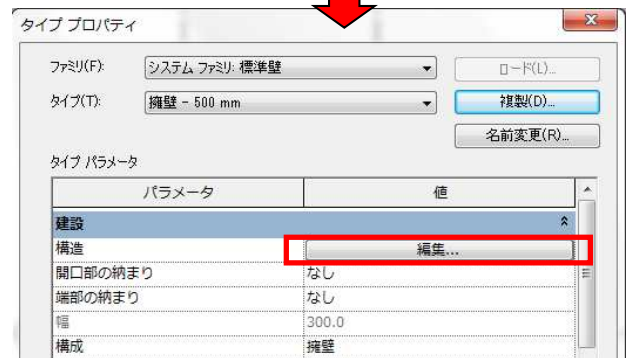 タイプ プロパティ
ファミリ(F): システム ファミリ: 標準壁 ロード(L)...
タイプ(T): 擁壁 - 500 mm 複製(D)...
名前変更(R)...
タイプ パラメータ
パラメータ 値
建設
構造 編集...
開口部の納まり なし
端部の納まり なし
幅 300.0
構成 擁壁